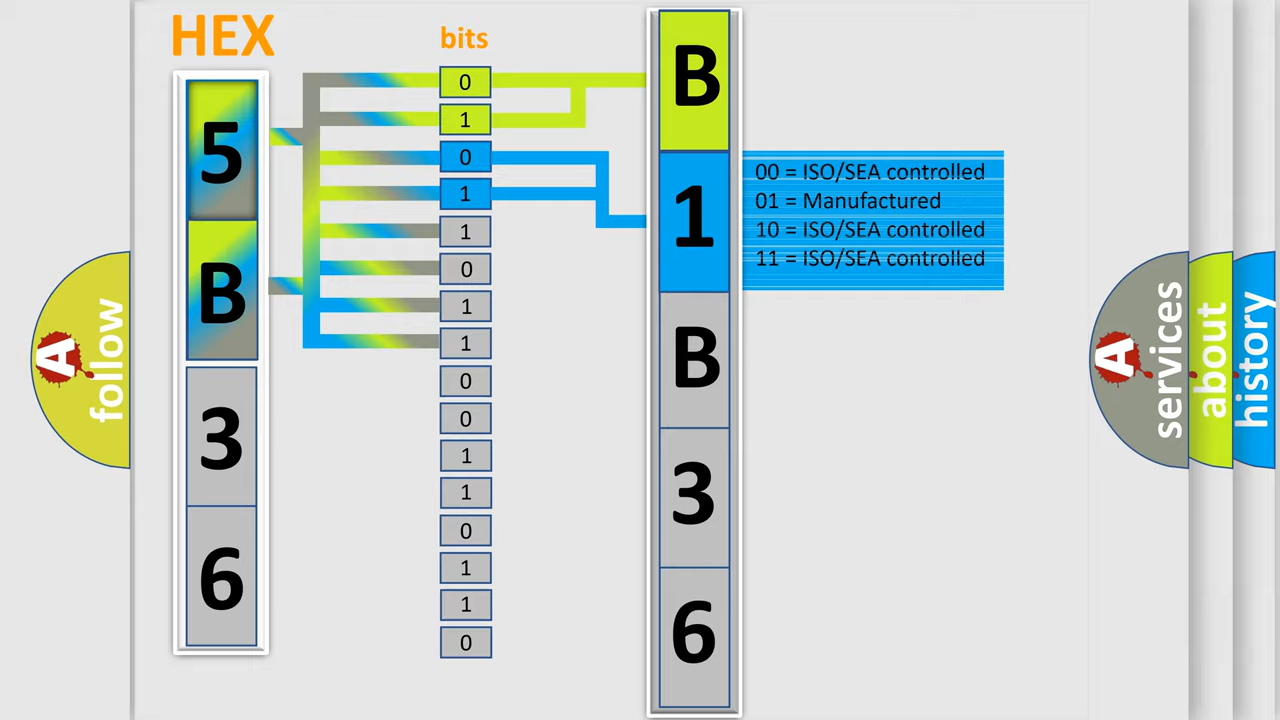 HEX
bits
5
B
3
6
0
1
0
1
1
0
1
1
0
0
1
1
0
1
1
0
B
1
B
3
6
00 = ISO/SEA controlled
01 = Manufactured
10 = ISO/SEA controlled
11 = ISO/SEA controlled
A
follow
A
services
about
history